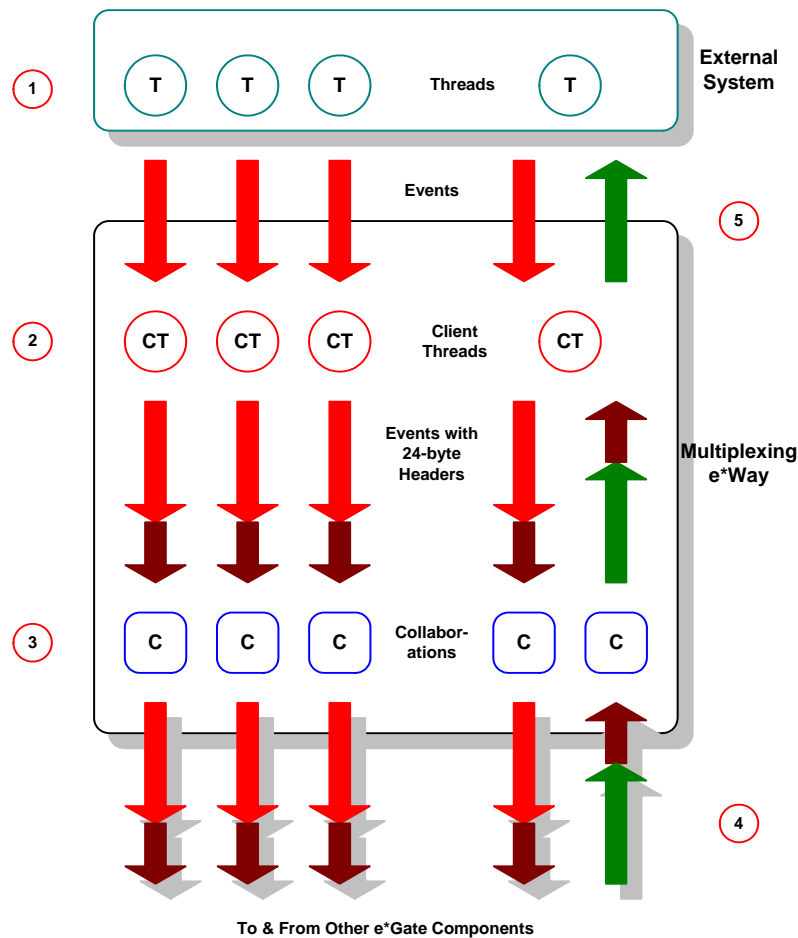 External
System
T T T Threads T
1
Events
5
2
CT CT CT Client
Threads CT
Events with
24-byte
Headers
Multiplexing
e*Way
3
C C C Collabor-
ations C C
4
To & From Other e*Gate Components